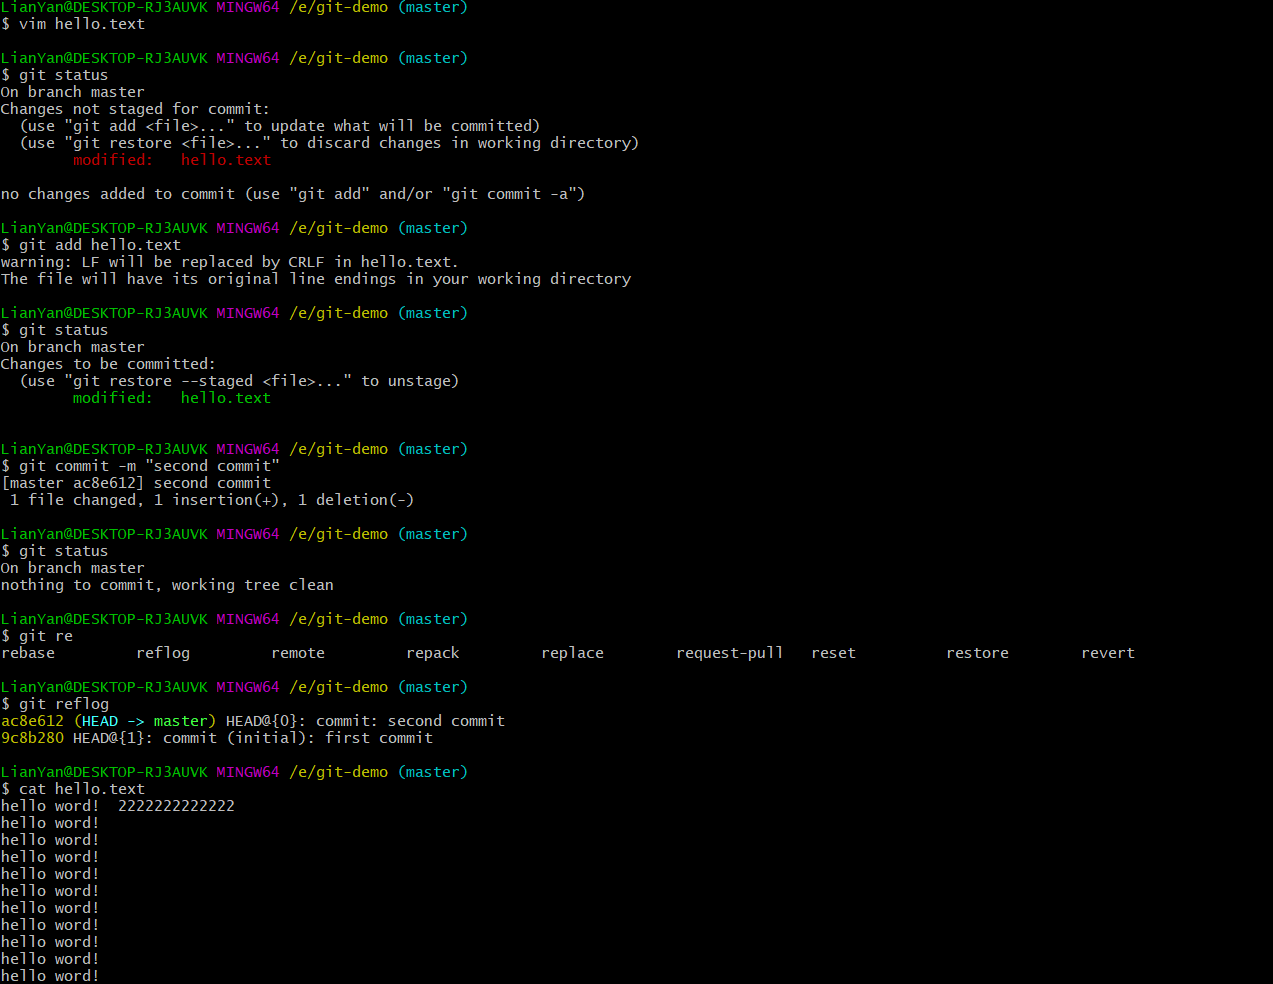 LianYan@DESKTOP-RJ3AUVK MINGW64 /e/git-demo (master)
$ vim hello.text
LianYan@DESKTOP-RJ3AUVK MINGW64 /e/git-demo (master)
$ git status
On branch master
Changes not staged for commit:
  (use "git add <file>..." to update what will be committed)
  (use "git restore <file>..." to discard changes in working directory)
        modified:   hello.text
no changes added to commit (use "git add" and/or "git commit -a")
LianYan@DESKTOP-RJ3AUVK MINGW64 /e/git-demo (master)
$ git add hello.text
warning: LF will be replaced by CRLF in hello.text.
The file will have its original line endings in your working directory
LianYan@DESKTOP-RJ3AUVK MINGW64 /e/git-demo (master)
$ git status
On branch master
Changes to be committed:
  (use "git restore --staged <file>..." to unstage)
        modified:   hello.text
LianYan@DESKTOP-RJ3AUVK MINGW64 /e/git-demo (master)
$ git commit -m "second commit"
[master ac8e612] second commit
 1 file changed, 1 insertion(+), 1 deletion(-)
LianYan@DESKTOP-RJ3AUVK MINGW64 /e/git-demo (master)
$ git status
On branch master
nothing to commit, working tree clean
LianYan@DESKTOP-RJ3AUVK MINGW64 /e/git-demo (master)
$ git re
rebase         reflog         remote         repack         replace        request-pull   reset          restore        revert
LianYan@DESKTOP-RJ3AUVK MINGW64 /e/git-demo (master)
$ git reflog
ac8e612 (HEAD -> master) HEAD@{0}: commit: second commit
9c8b280 HEAD@{1}: commit (initial): first commit
LianYan@DESKTOP-RJ3AUVK MINGW64 /e/git-demo (master)
$ cat hello.text
hello word!  2222222222222
hello word!
hello word!
hello word!
hello word!
hello word!
hello word!
hello word!
hello word!
hello word!
hello word!